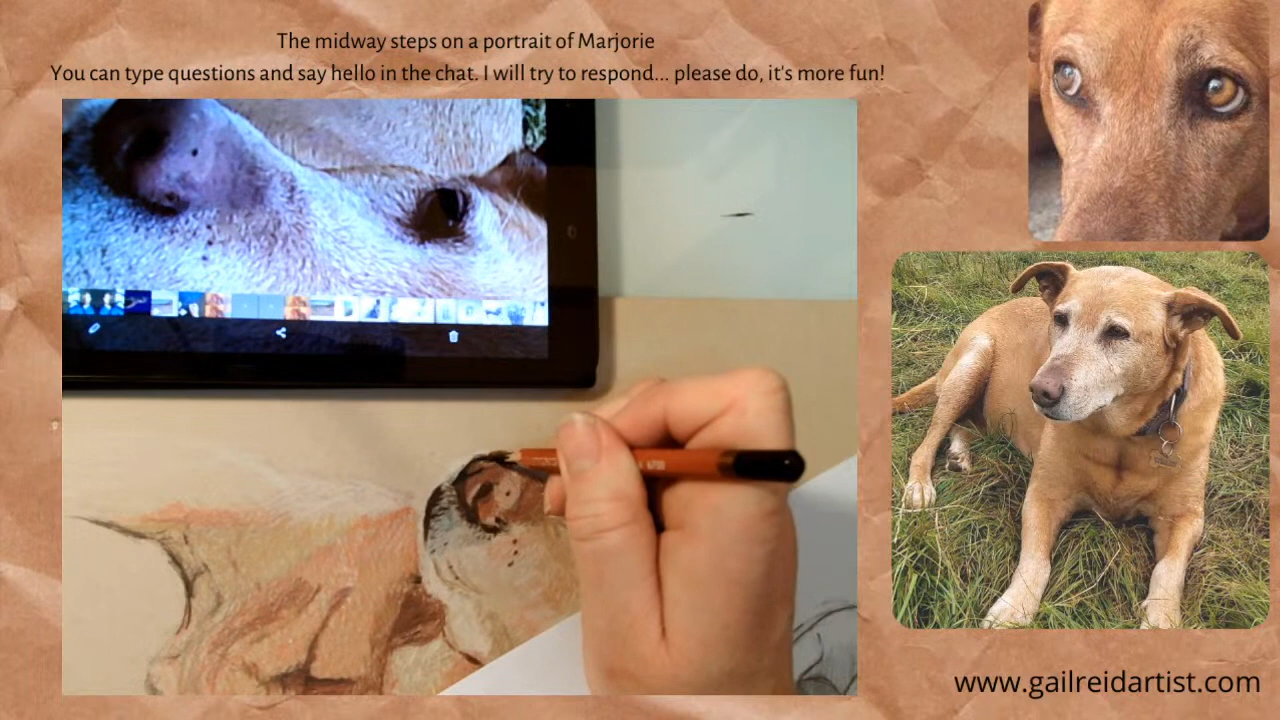 The midway steps on a portrait of Marjorie
You can type questions and say hello in the chat. I will try to respond... please do, it's more fun!
www.gailreidartist.com